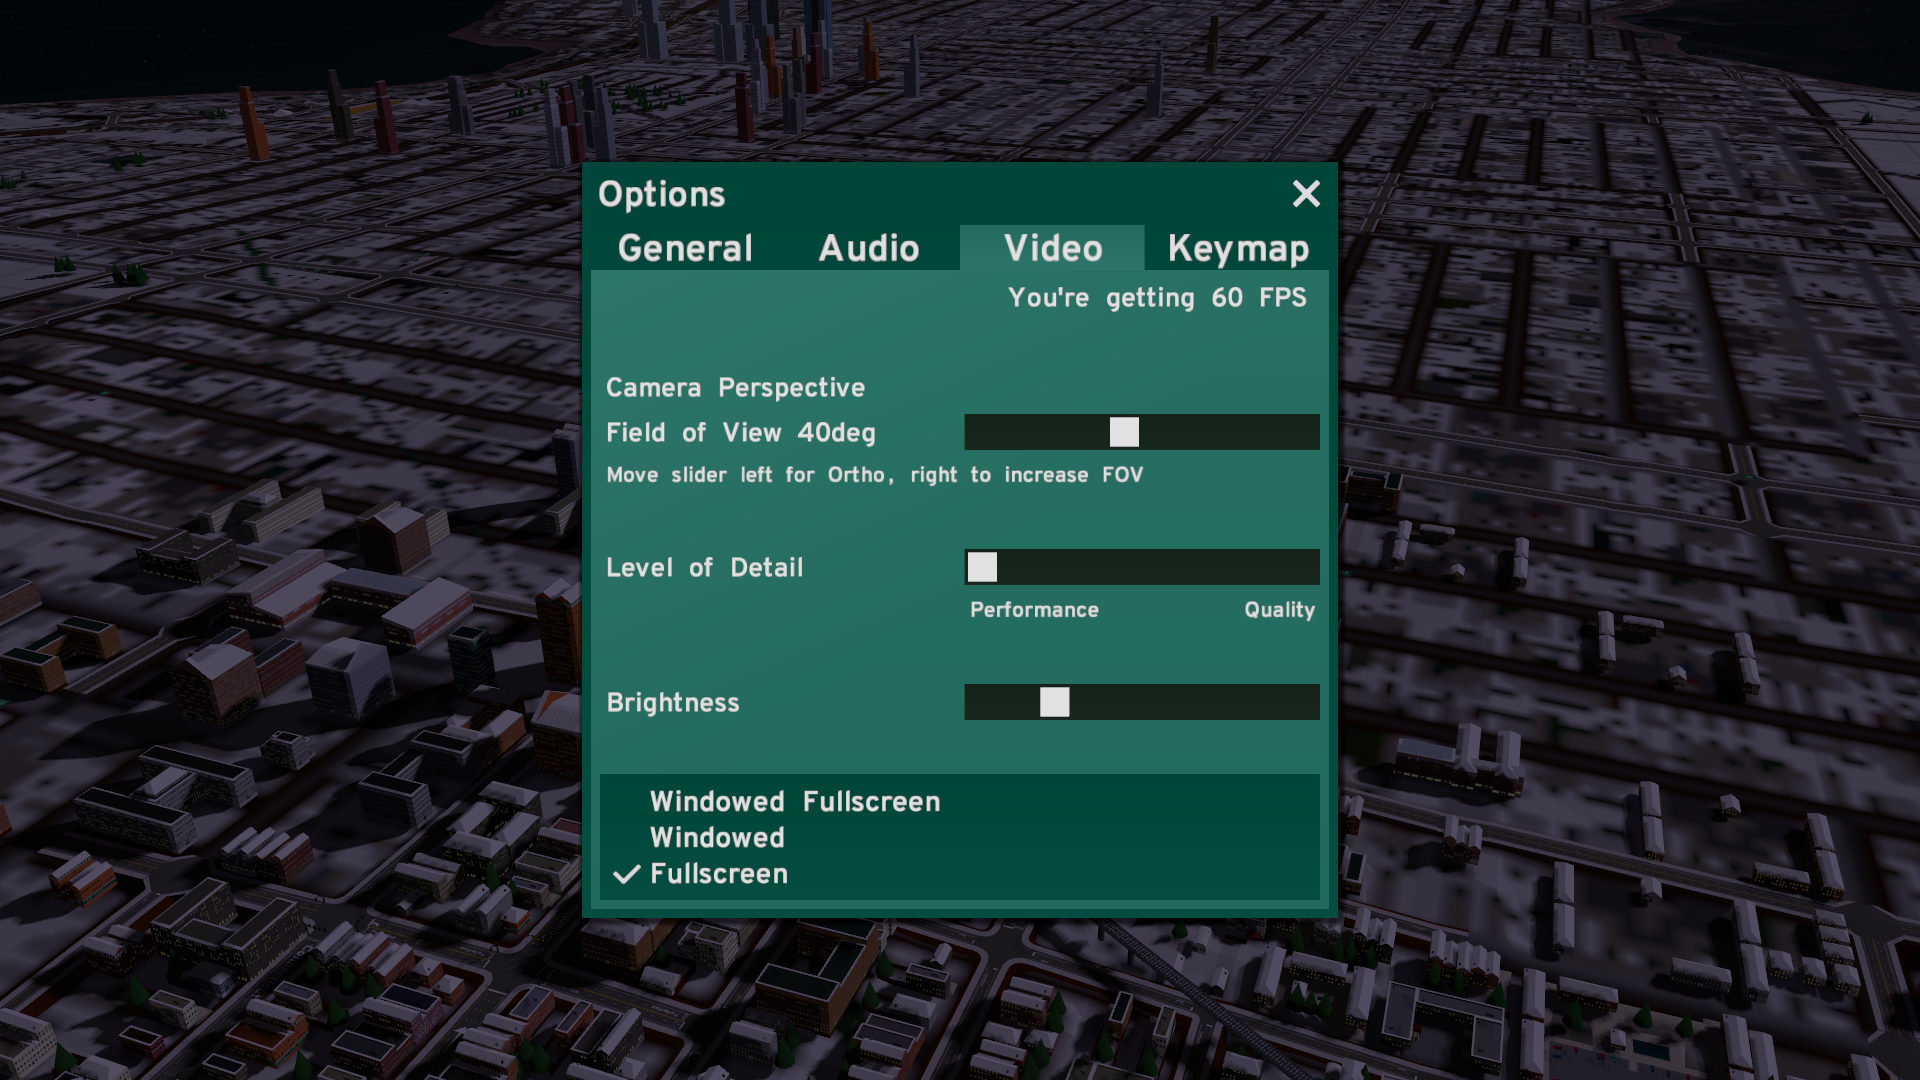 Options
General Audio Video Keymap
You're getting 60 FPS
Camera Perspective
Field of View 40deg
Move slider left for Ortho, right to increase FOV
Level of Detail
Performance Quality
Brightness
Windowed Fullscreen
Windowed
Fullscreen